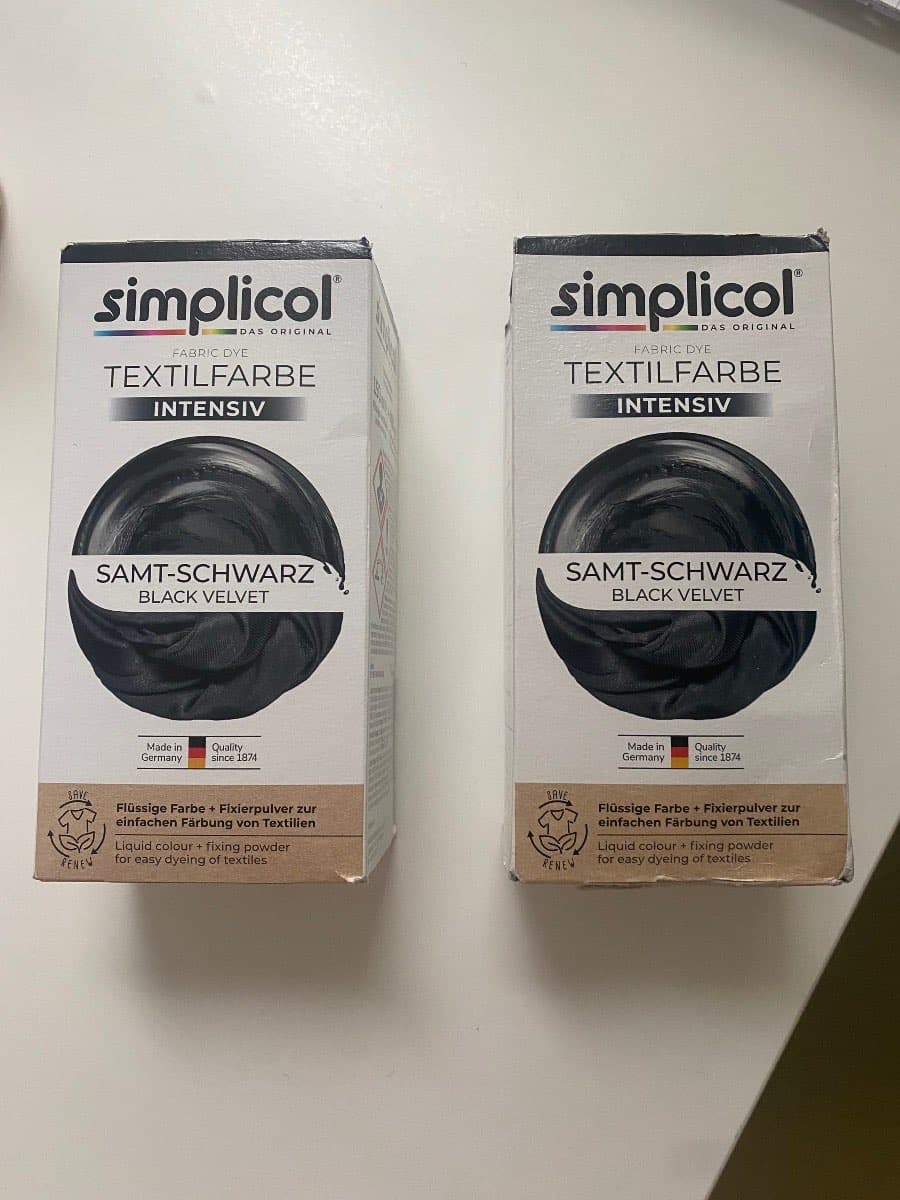 simplicol®
DAS ORIGINAL
FABRIC DYE
TEXTILFARBE
INTENSIV
SAMT-SCHWARZ
BLACK VELVET
Made in
Germany
Quality
since 1874
SAVE
RENEW
Flüssige Farbe + Fixierpulver zur
einfachen Färbung von Textilien
Liquid colour + fixing powder
for easy dyeing of textiles
simplicol®
DAS ORIGINAL
FABRIC DYE
TEXTILFARBE
INTENSIV
SAMT-SCHWARZ
BLACK VELVET
Made in
Germany
Quality
since 1874
SAVE
RENEW
Flüssige Farbe + Fixierpulver zur
einfachen Färbung von Textilien
Liquid colour + fixing powder
for easy dyeing of textiles